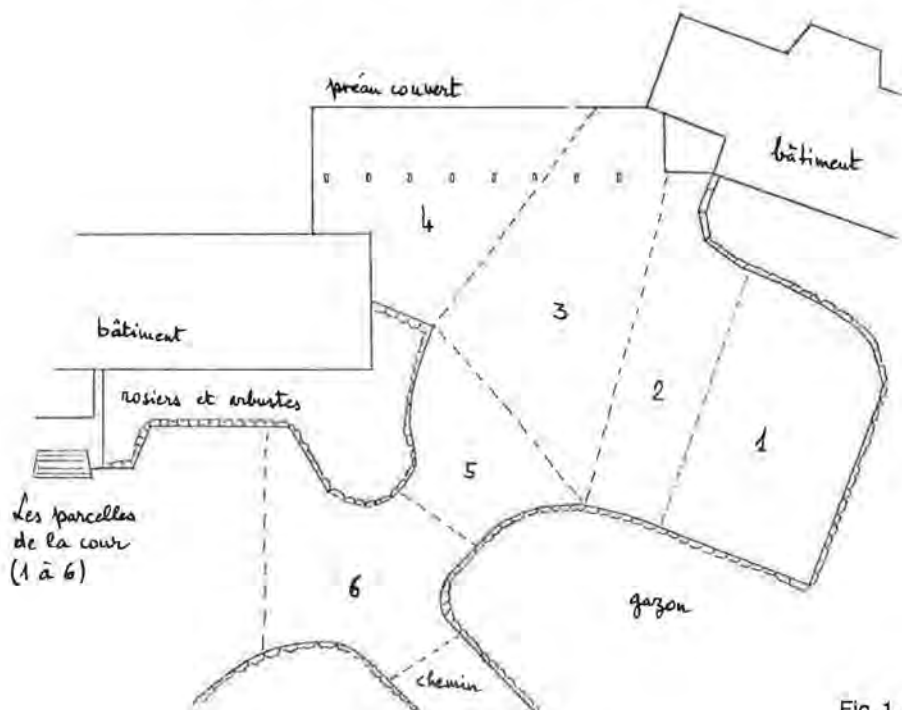 préau couvert
bâtiment
4
3
bâtiment
rosiers et arbustes
2
1
5
Les parcelles
de la cour
(1 à 6)
6
gazon
chemin
Fig. 1